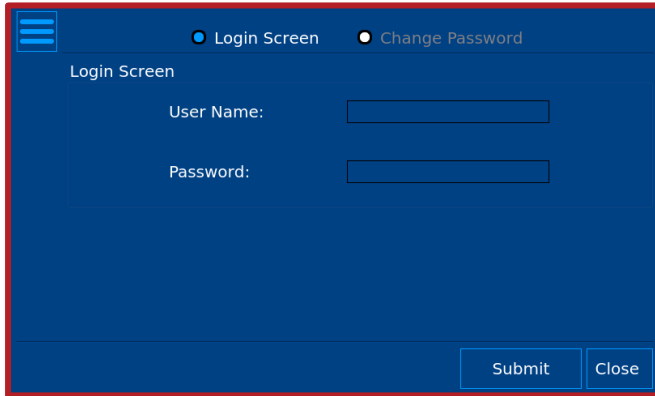 Login Screen Change Password
Login Screen
User Name:
Password:
Submit Close